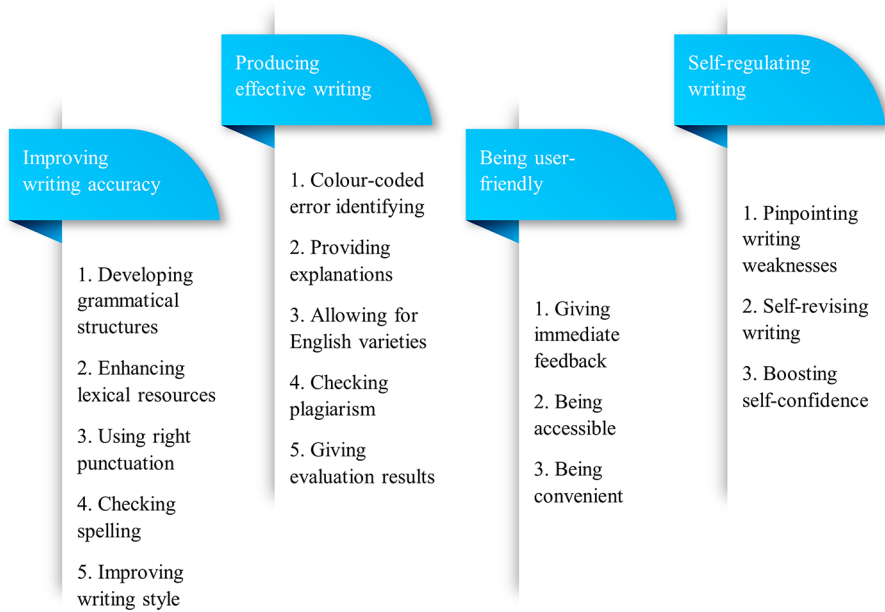 Improving
writing accuracy
1. Developing
grammatical
structures
2. Enhancing
lexical resources
3. Using right
punctuation
4. Checking
spelling
5. Improving
writing style
Producing
effective writing
1. Colour-coded
error identifying
2. Providing
explanations
3. Allowing for
English varieties
4. Checking
plagiarism
5. Giving
evaluation results
Being user-
friendly
1. Giving
immediate
feedback
2. Being
accessible
3. Being
convenient
Self-regulating
writing
1. Pinpointing
writing
weaknesses
2. Self-revising
writing
3. Boosting
self-confidence